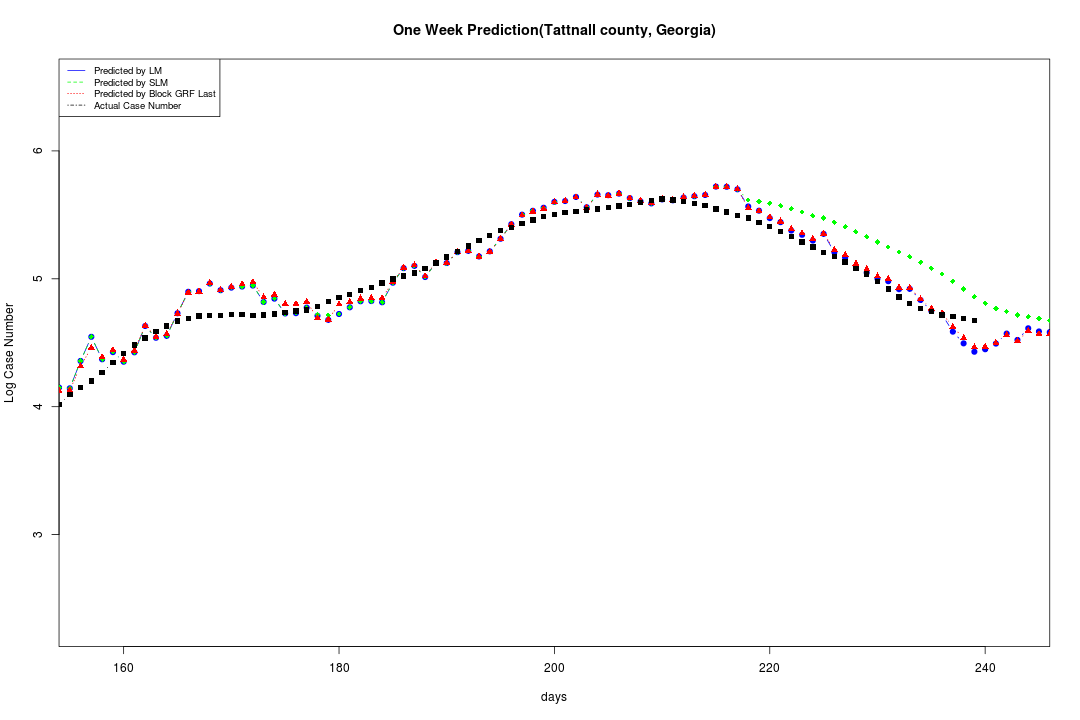 One Week Prediction(Tattnall county, Georgia)
Predicted by LM
Predicted by SLM
Predicted by Block GRF Last
Actual Case Number
6
5
4
3
Log Case Number
160 180 200 220 240
days